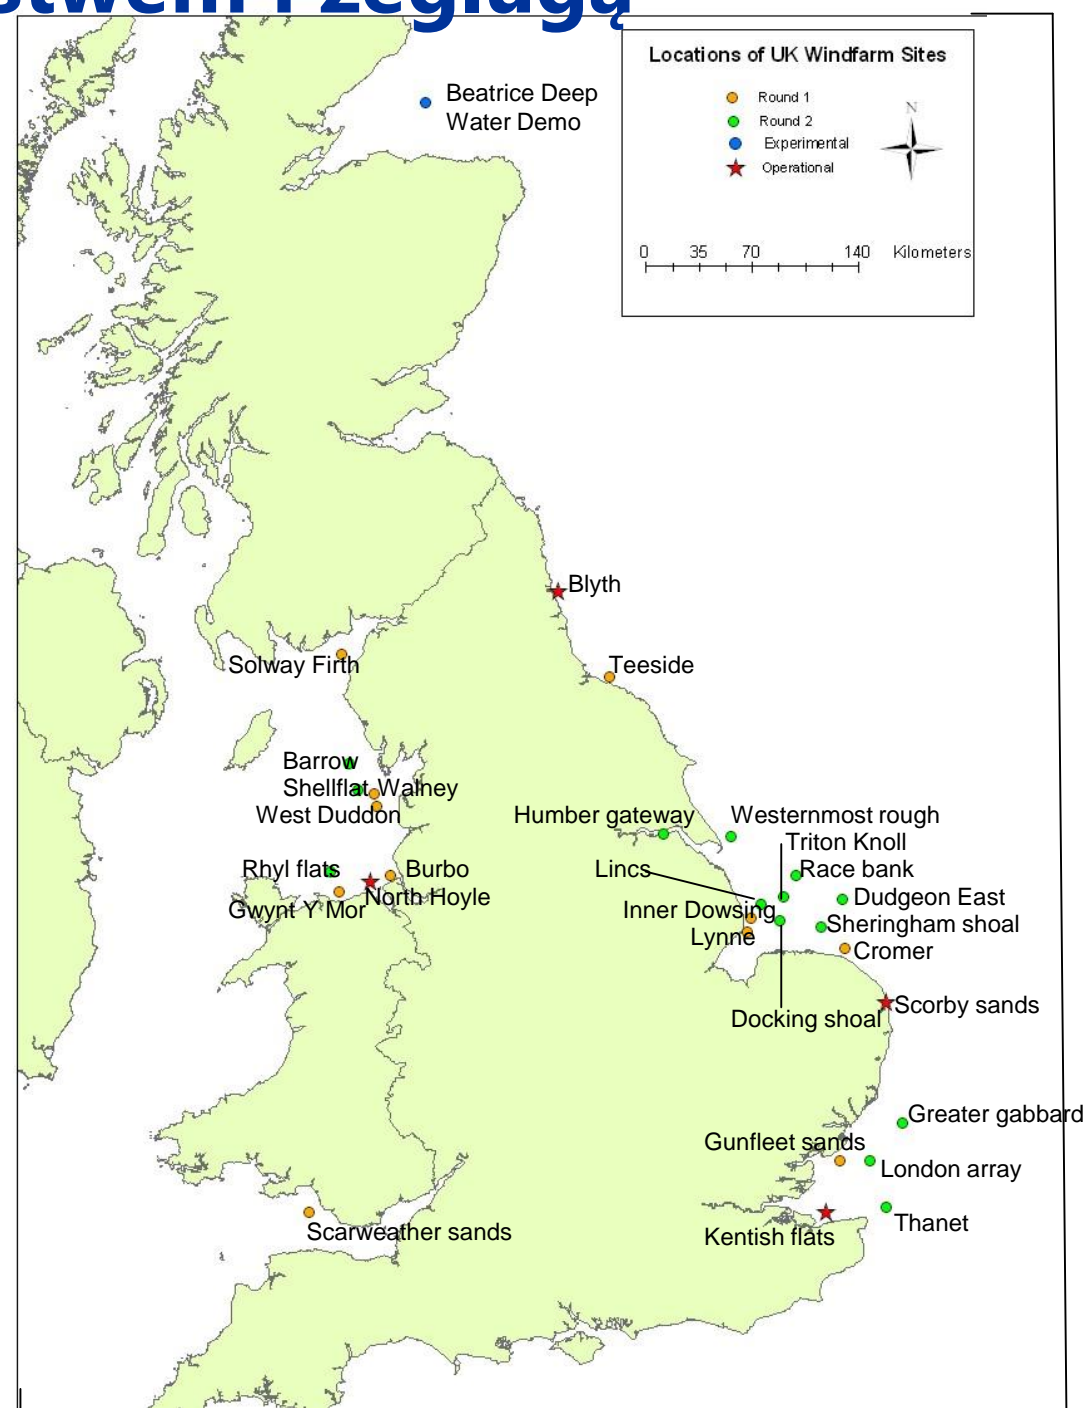 Locations of UK Windfarm Sites
Round 1
Round 2
Experimental
Operational
N
0 35 70 140 Kilometers
Beatrice Deep
Water Demo
Blyth
Solway Firth
Teeside
Barrow
Shellflat Walney
West Duddon
Humber gateway
Westernmost rough
Triton Knoll
Rhyl flats
Burbo
Lincs
Race bank
Gwynt Y Mor
North Hoyle
Dudgeon East
Inner Dowsing
Sheringham shoal
Lynne
Cromer
Docking shoal
Scorby sands
Greater gabbard
Gunfleet sands
London array
Scarweather sands
Kentish flats
Thanet